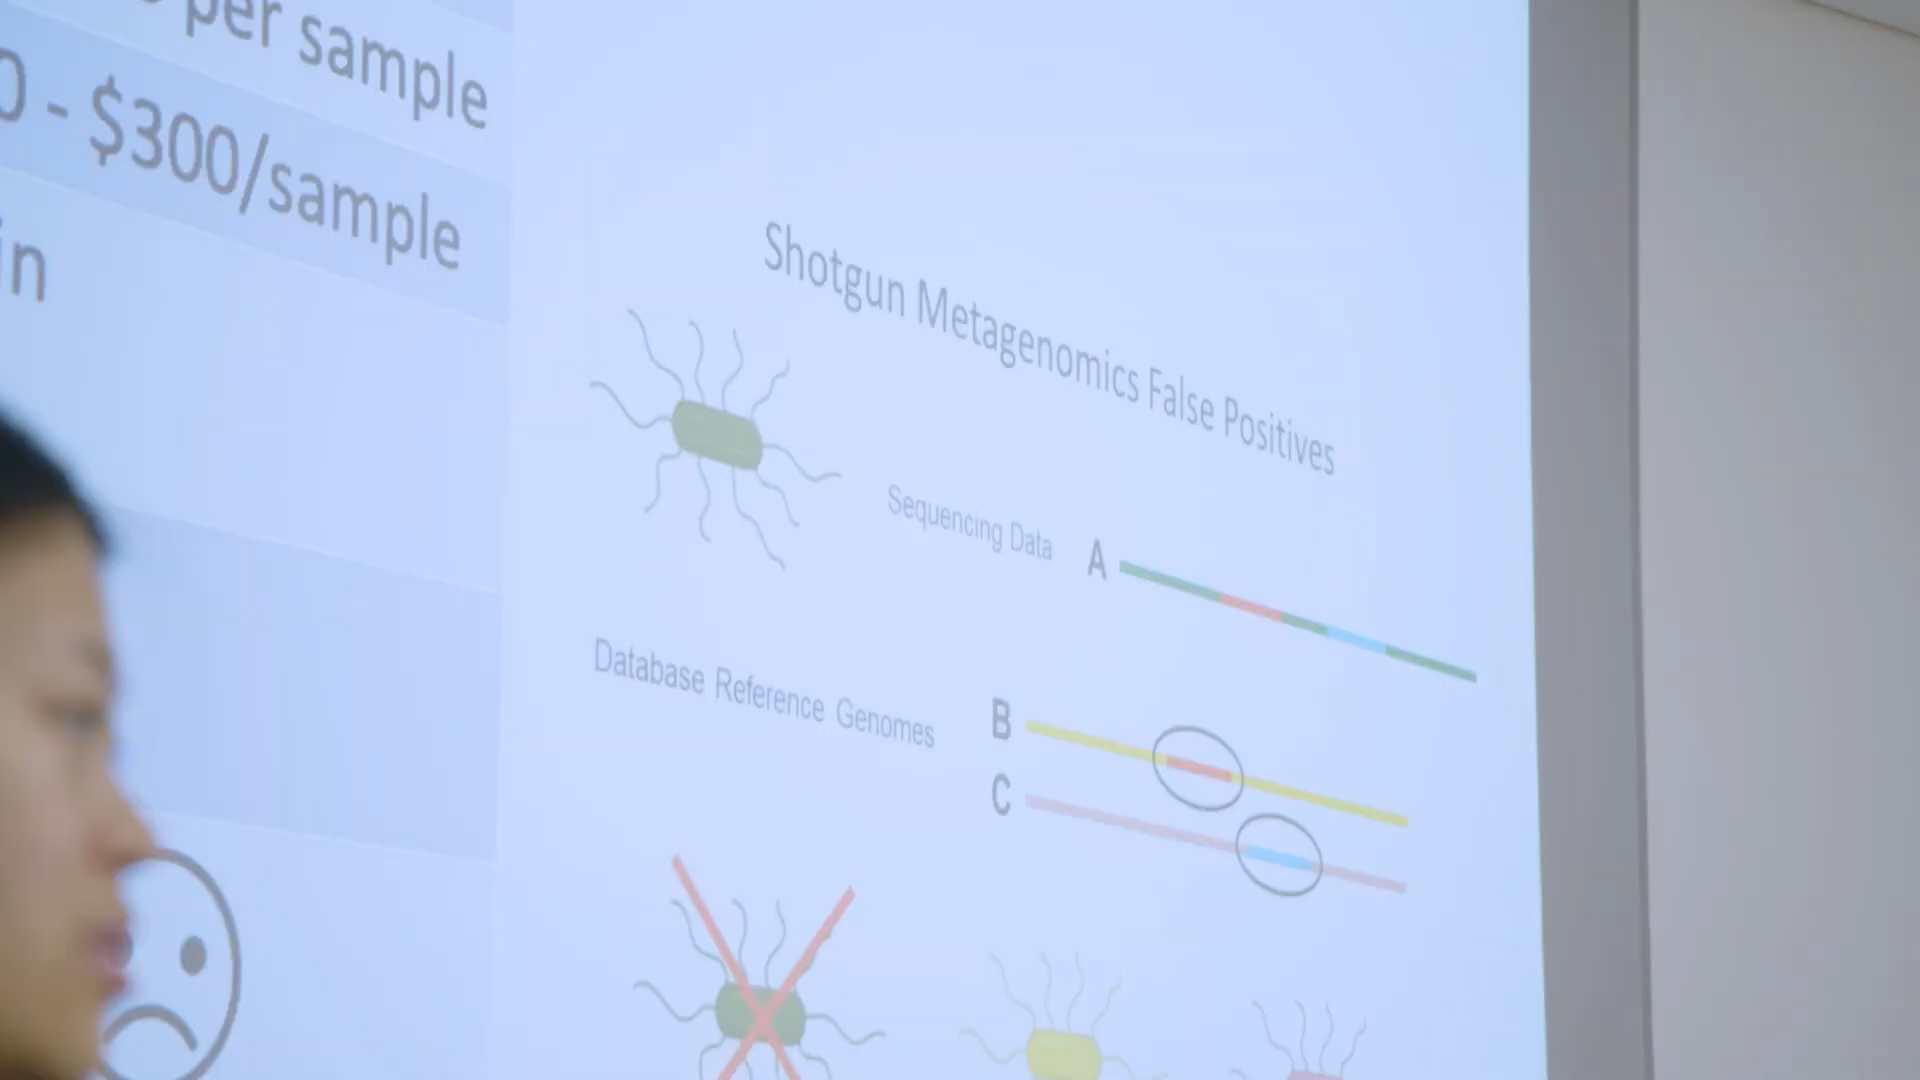 per sample
0 - $300/sample
in
Shotgun Metagenomics False Positives
Sequencing Data
A
Database Reference Genomes
B
C